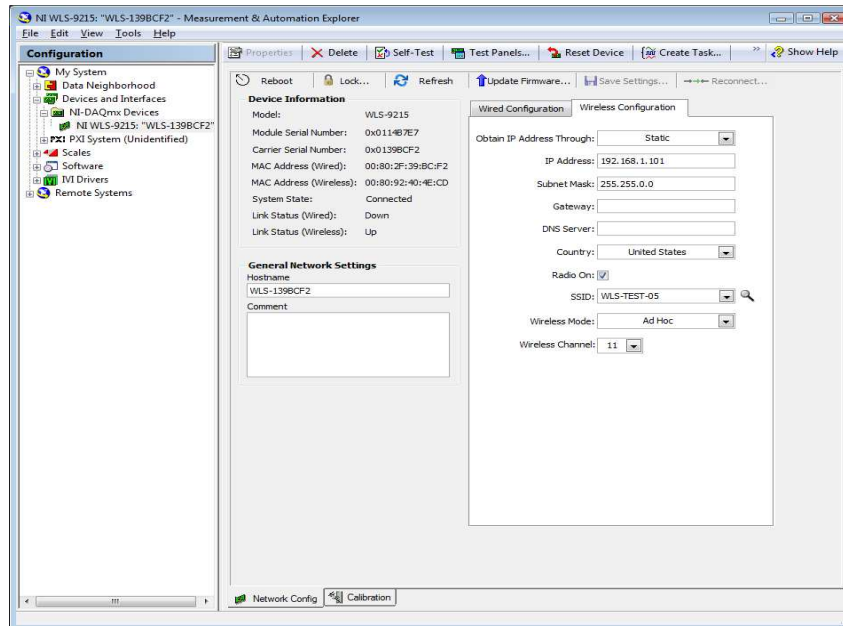 NI WLS-9215: "WLS-139BCF2" - Measurement & Automation Explorer
File Edit View Tools Help
Configuration
My System
Data Neighborhood
Devices and Interfaces
NI-DAQmx Devices
NI WLS-9215: "WLS-139BCF2"
PXI PXI System (Unidentified)
Scales
Software
IVI Drivers
Remote Systems
Properties Delete Self-Test Test Panels... Reset Device Create Task... » Show Help
Reboot Lock... Refresh Update Firmware... Save Settings... Reconnect...
Device Information
Model: WLS-9215
Module Serial Number: 0x0114B7E7
Carrier Serial Number: 0x0139BCF2
MAC Address (Wired): 00:80:2F:39:BC:F2
MAC Address (Wireless): 00:80:92:40:4E:CD
System State: Connected
Link Status (Wired): Down
Link Status (Wireless): Up
General Network Settings
Hostname
WLS-139BCF2
Comment
Wired Configuration Wireless Configuration
Obtain IP Address Through: Static
IP Address: 192.168.1.101
Subnet Mask: 255.255.0.0
Gateway:
DNS Server:
Country: United States
Radio On:
SSID: WLS-TEST-05
Wireless Mode: Ad Hoc
Wireless Channel: 11
Network Config Calibration